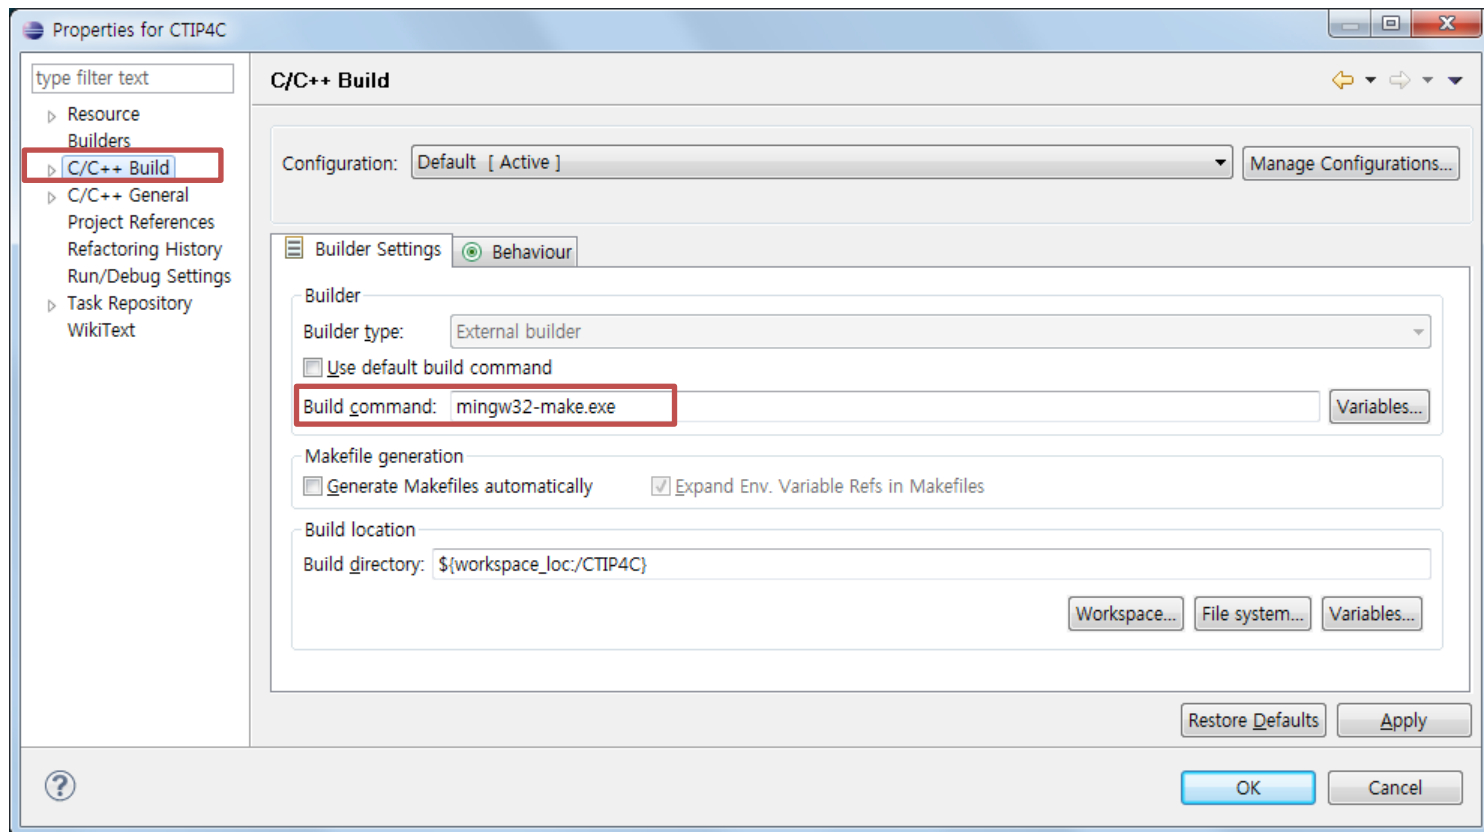 Properties for CTIP4C
type filter text
Resource
Builders
C/C++ Build
C/C++ General
Project References
Refactoring History
Run/Debug Settings
Task Repository
WikiText
C/C++ Build
Configuration: Default [ Active ] Manage Configurations...
Builder Settings Behaviour
Builder
Builder type: External builder
Use default build command
Build command: mingw32-make.exe Variables...
Makefile generation
Generate Makefiles automatically Expand Env. Variable Refs in Makefiles
Build location
Build directory: ${workspace_loc:/CTIP4C}
Workspace... File system... Variables...
Restore Defaults Apply
OK Cancel